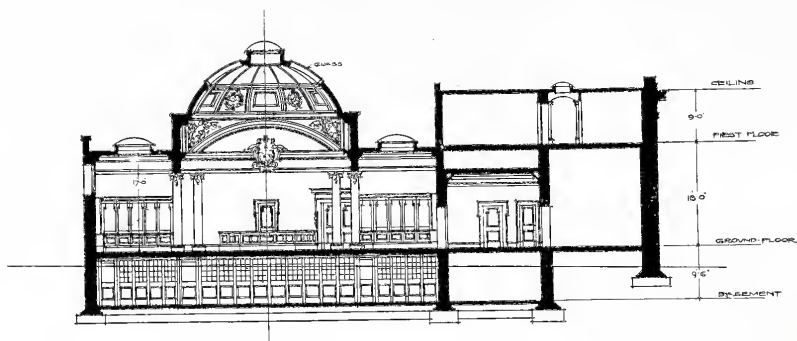 GLASS
CEILING
9'·0"
FIRST FLOOR
17'0"
18'·0"
GROUND·FLOOR
9'·6"
BASEMENT